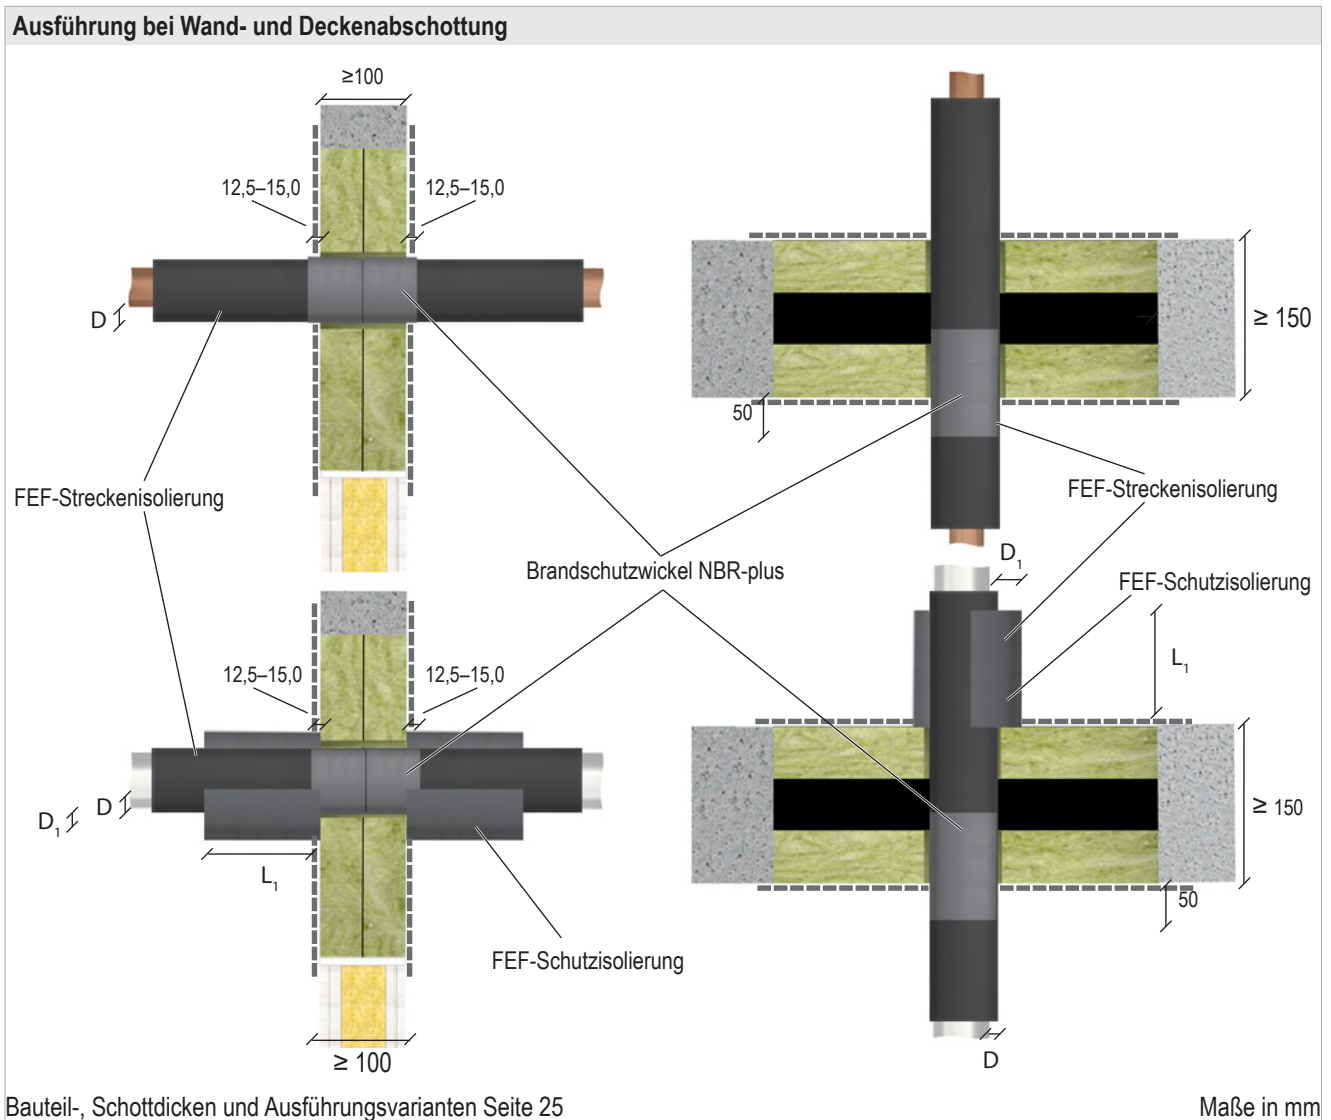 Ausführung bei Wand- und Deckenabschottung
≥100
12,5–15,0
12,5–15,0
D
≥ 150
50
FEF-Streckenisolierung
FEF-Streckenisolierung
Brandschutzwickel NBR-plus
D₁
FEF-Schutzisolierung
L₁
12,5–15,0
12,5–15,0
D
D₁
L₁
≥ 150
50
FEF-Schutzisolierung
≥ 100
D
Bauteil-, Schottdicken und Ausführungsvarianten Seite 25
Maße in mm